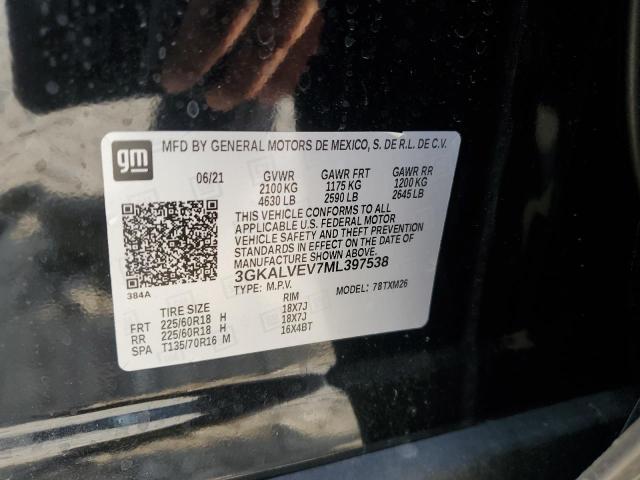 gm
MFD BY GENERAL MOTORS DE MEXICO, S. DE R.L. DE C.V.
06/21 GVWR GAWR FRT GAWR RR
2100 KG 1175 KG 1200 KG
4630 LB 2590 LB 2645 LB
THIS VEHICLE CONFORMS TO ALL
APPLICABLE U.S. FEDERAL MOTOR
VEHICLE SAFETY, BUMPER, AND THEFT
PREVENTION STANDARDS IN EFFECT ON
THE DATE OF MANUFACTURE SHOWN ABOVE.
3GKALVEV7ML397538
TYPE: M.P.V. MODEL: 78TXM26
384A
TIRE SIZE RIM
FRT 225/60R18 H 18X7J
RR 225/60R18 H 18X7J
SPA T135/70R16 M 16X4BT